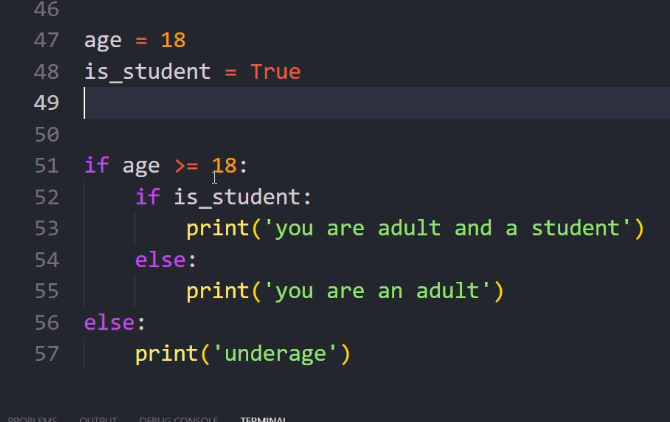 46
47 age = 18
48 is_student = True
49
50
51 if age >= 18:
52     if is_student:
53         print('you are adult and a student')
54     else:
55         print('you are an adult')
56 else:
57     print('underage')
PROBLEMS OUTPUT DEBUG CONSOLE TERMINAL